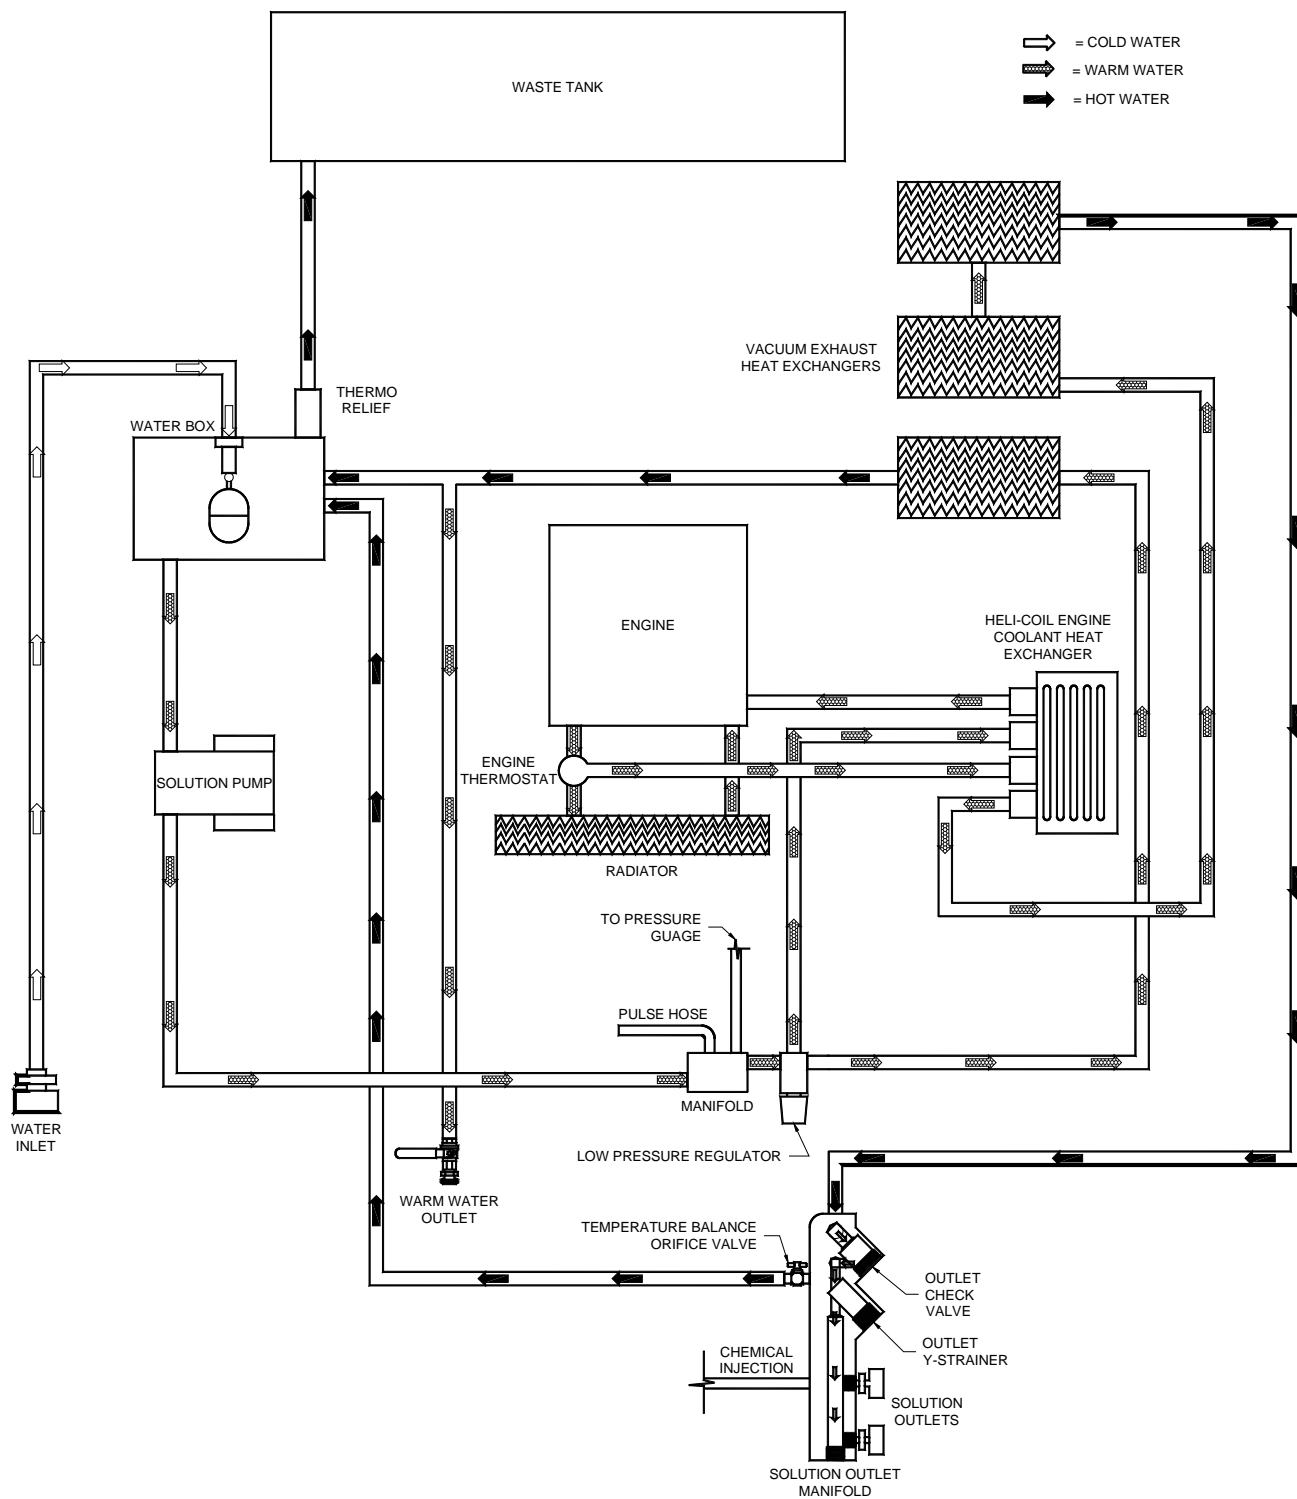 WASTE TANK
= COLD WATER
= WARM WATER
= HOT WATER
VACUUM EXHAUST
HEAT EXCHANGERS
THERMO
RELIEF
WATER BOX
ENGINE
HELI-COIL ENGINE
COOLANT HEAT
EXCHANGER
ENGINE
THERMOSTAT
SOLUTION PUMP
RADIATOR
TO PRESSURE
GUAGE
PULSE HOSE
MANIFOLD
WATER
INLET
LOW PRESSURE REGULATOR
WARM WATER
OUTLET
TEMPERATURE BALANCE
ORIFICE VALVE
OUTLET
CHECK
VALVE
OUTLET
Y-STRAINER
CHEMICAL
INJECTION
SOLUTION
OUTLETS
SOLUTION OUTLET
MANIFOLD